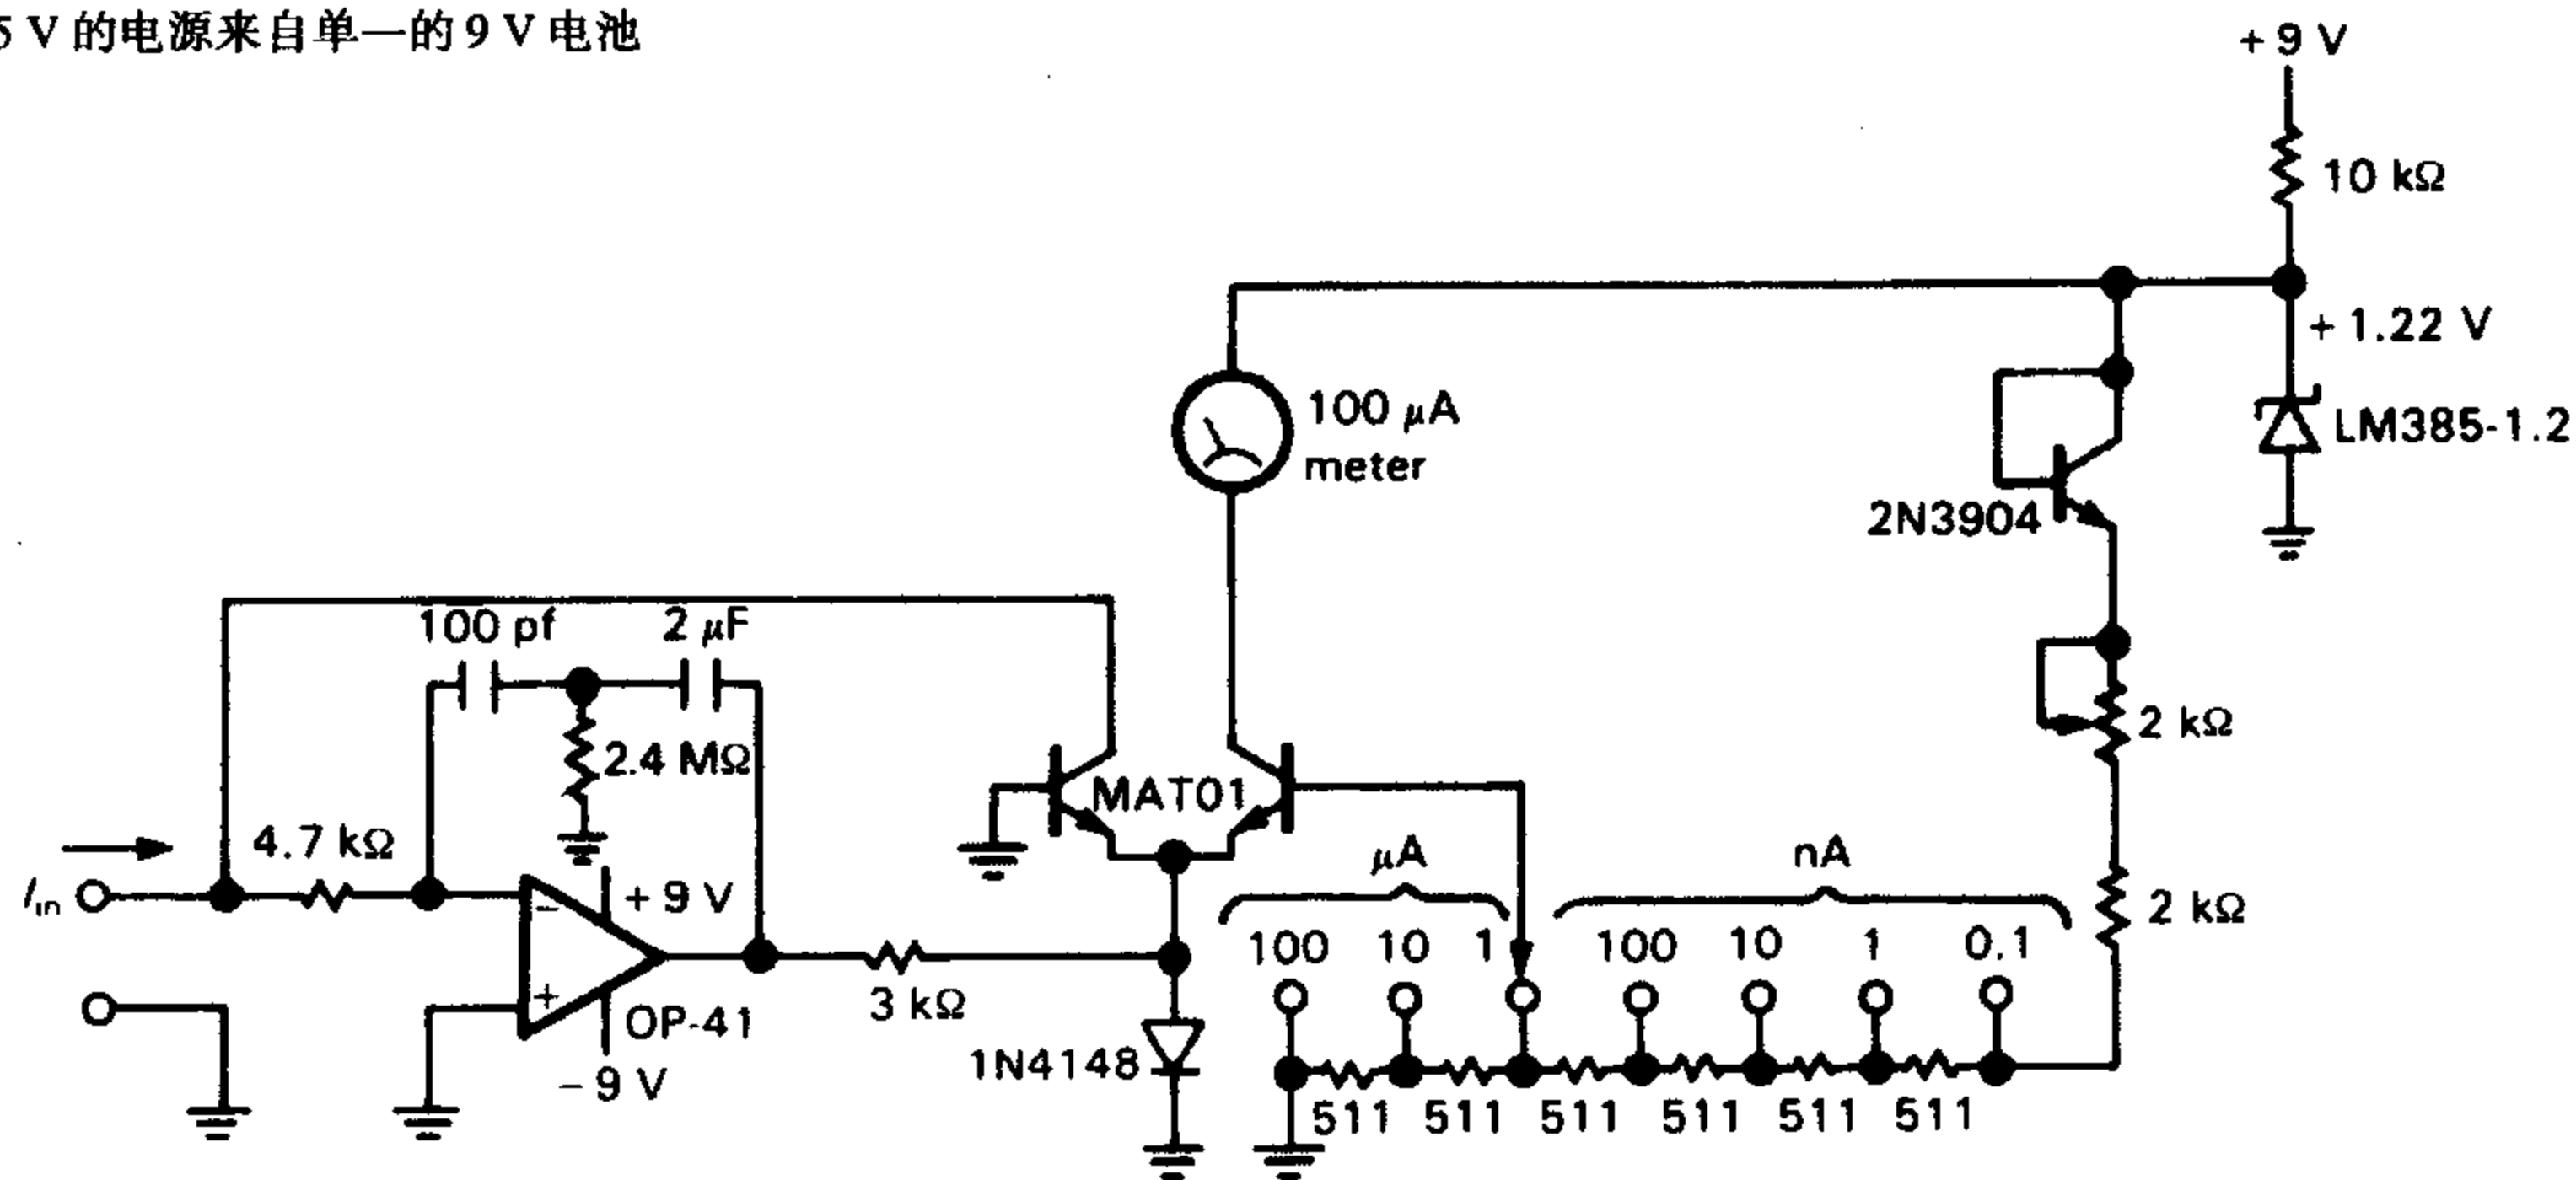 5 V 的电源来自单一的 9 V 电池
+ 9 V
10 kΩ
+ 1.22 V
LM385-1.2
100 μA
meter
2N3904
100 pf
2 μF
2.4 MΩ
MAT01
4.7 kΩ
Iin
+ 9 V
OP-41
− 9 V
3 kΩ
1N4148
μA
nA
100 10 1 100 10 1 0.1
2 kΩ
2 kΩ
511 511 511 511 511 511